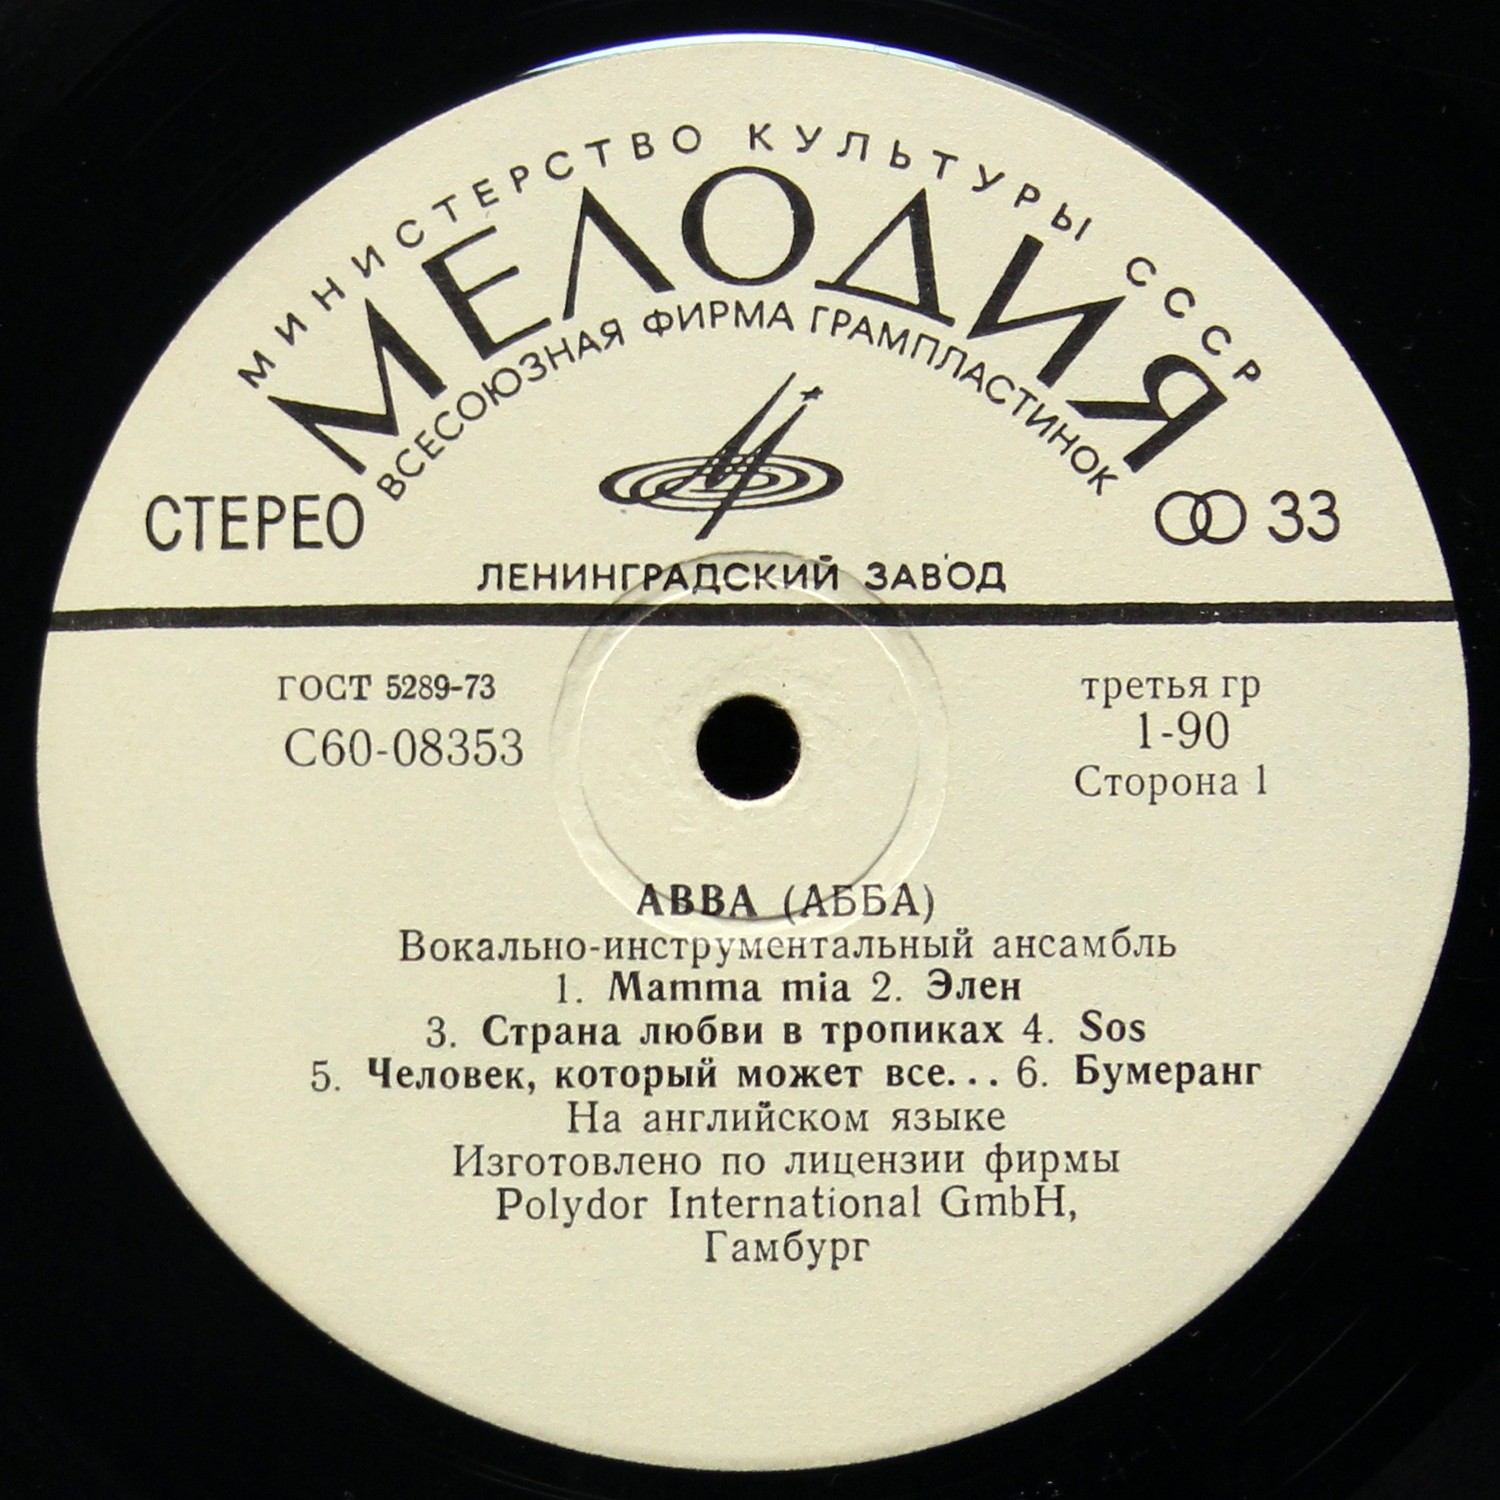 МИНИСТЕРСТВО КУЛЬТУРЫ СССР
МЕЛОДИЯ
ВСЕСОЮЗНАЯ ФИРМА ГРАМПЛАСТИНОК
СТЕРЕО
33
ЛЕНИНГРАДСКИЙ ЗАВОД
ГОСТ 5289-73
С60-08353
третья гр
1-90
Сторона 1
ABBA (АББА)
Вокально-инструментальный ансамбль
1. Mamma mia 2. Элен
3. Страна любви в тропиках 4. Sos
5. Человек, который может все... 6. Бумеранг
На английском языке
Изготовлено по лицензии фирмы
Polydor International GmbH,
Гамбург